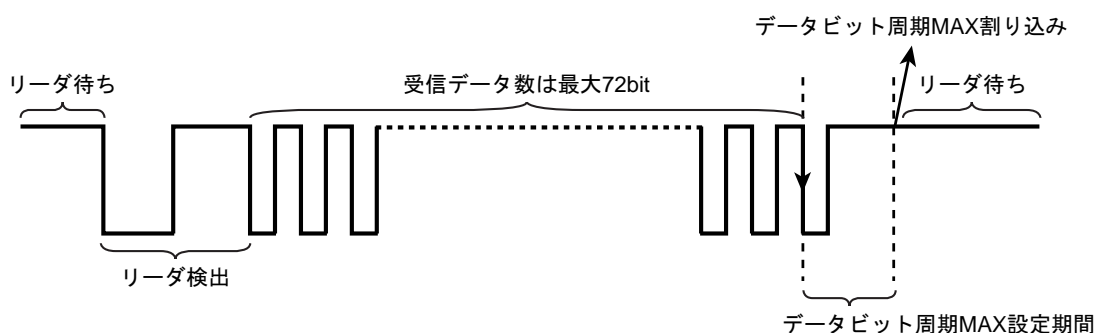 データビット周期MAX割り込み
リーダ待ち
受信データ数は最大72bit
リーダ待ち
リーダ検出
データビット周期MAX設定期間